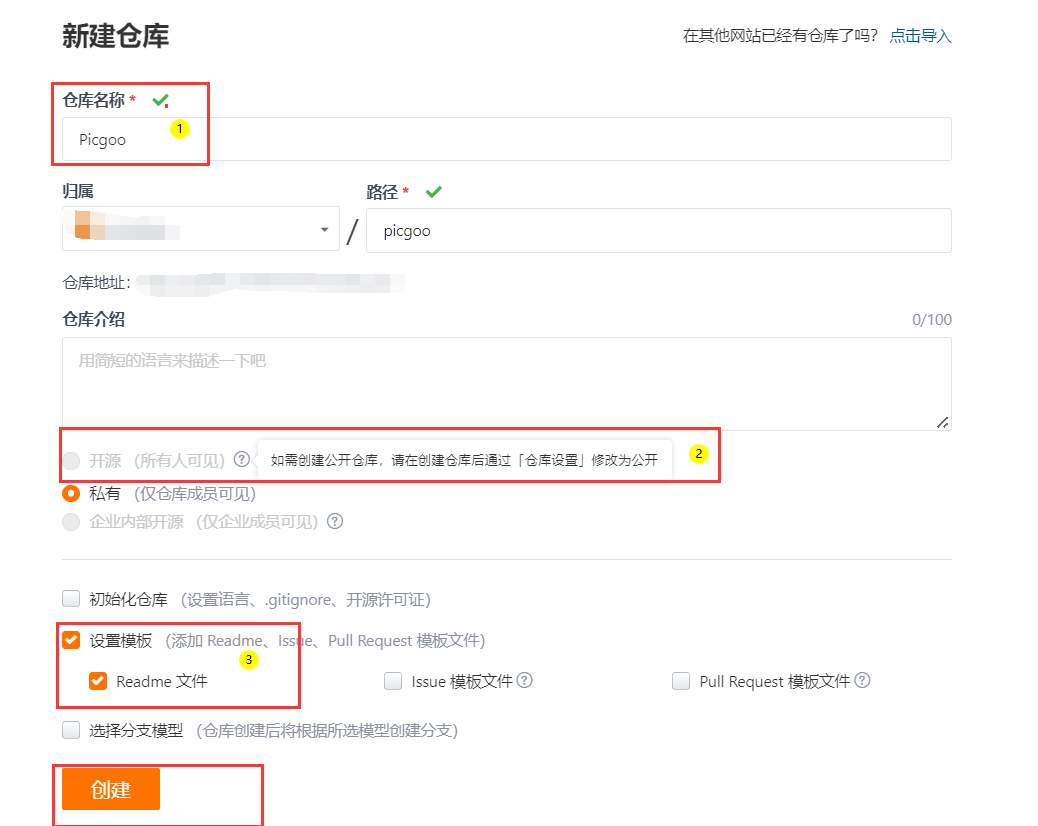 新建仓库
在其他网站已经有仓库了吗? 点击导入
仓库名称 *
1
Picgoo
归属
路径 *
/
picgoo
仓库地址:
仓库介绍
0/100
用简短的语言来描述一下吧
开源 (所有人可见)
如需创建公开仓库，请在创建仓库后通过「仓库设置」修改为公开
2
私有 (仅仓库成员可见)
企业内部开源 (仅企业成员可见)
初始化仓库 (设置语言、.gitignore、开源许可证)
设置模板 (添加 Readme、Issue、Pull Request 模板文件)
3
Readme 文件
Issue 模板文件
Pull Request 模板文件
选择分支模型 (仓库创建后将根据所选模型创建分支)
创建